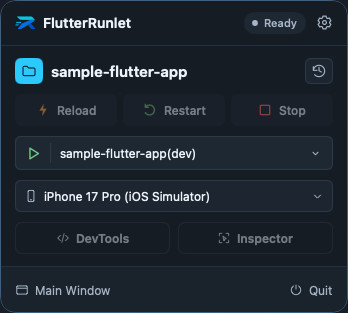 FlutterRunlet
Ready
sample-flutter-app
Reload
Restart
Stop
sample-flutter-app(dev)
iPhone 17 Pro (iOS Simulator)
DevTools
Inspector
Main Window
Quit